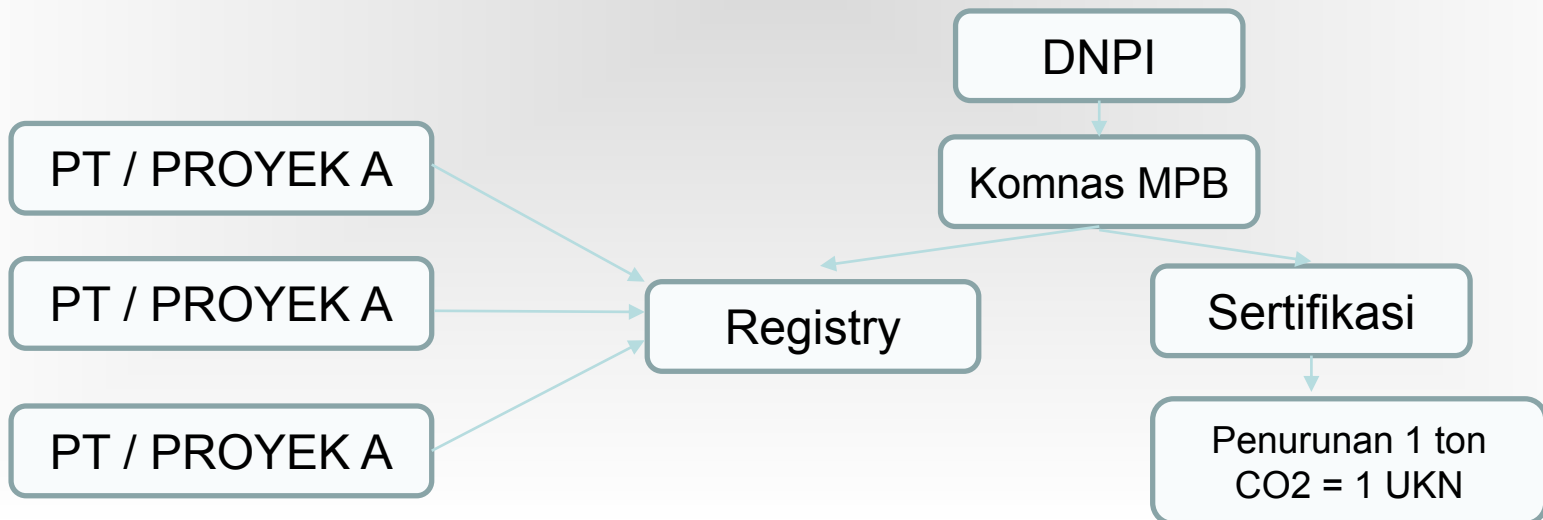 DNPI
Komnas MPB
PT / PROYEK A
PT / PROYEK A
PT / PROYEK A
Registry
Sertifikasi
Penurunan 1 ton
CO2 = 1 UKN